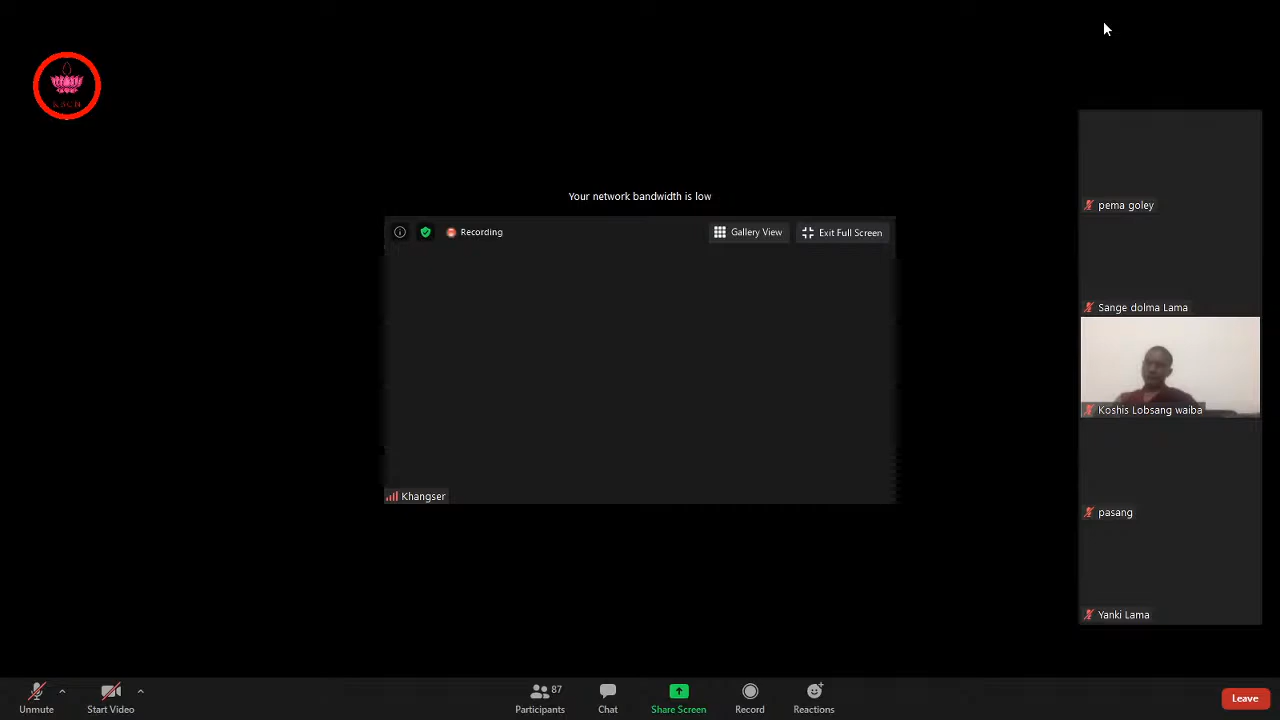 KSCN
Your network bandwidth is low
Recording
Gallery View
Exit Full Screen
Khangser
pema goley
Sange dolma Lama
Koshis Lobsang waiba
pasang
Yanki Lama
Unmute
Start Video
87
Participants
Chat
Share Screen
Record
Reactions
Leave